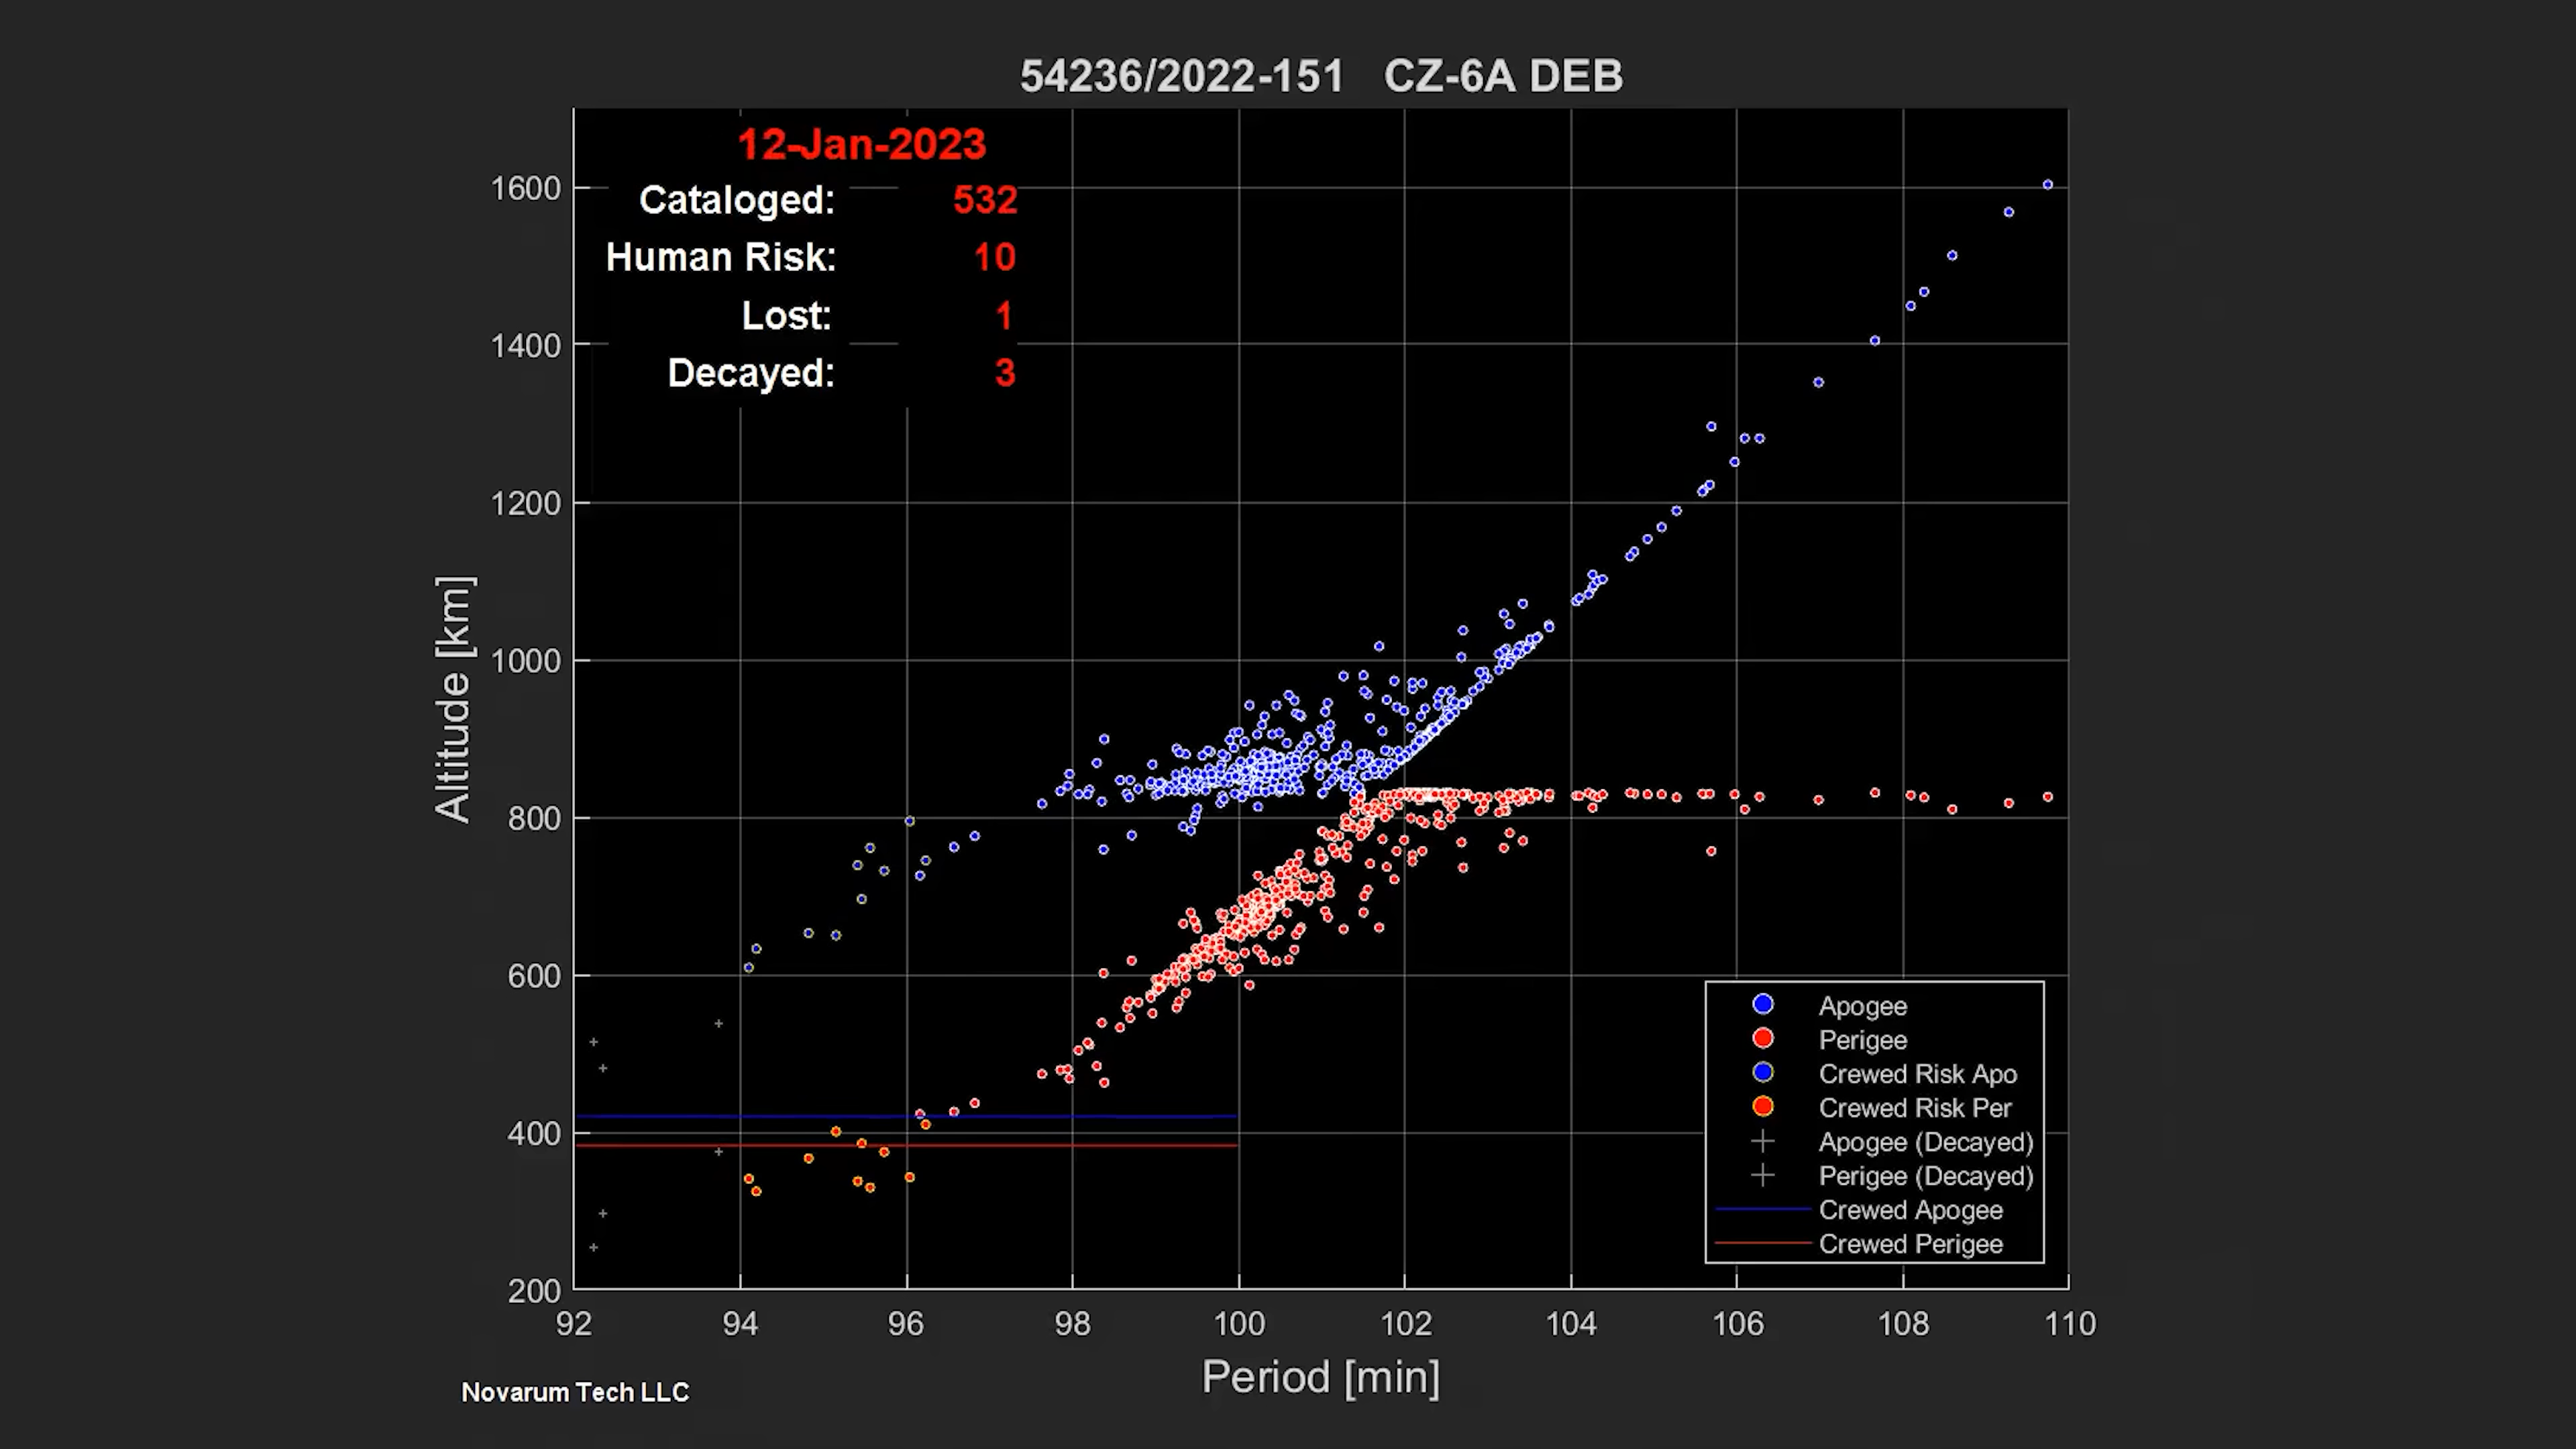 54236/2022-151 CZ-6A DEB
12-Jan-2023
Cataloged: 532
Human Risk: 10
Lost: 1
Decayed: 3
1600
1400
1200
1000
800
600
400
200
Altitude [km]
92 94 96 98 100 102 104 106 108 110
Period [min]
Apogee
Perigee
Crewed Risk Apo
Crewed Risk Per
Apogee (Decayed)
Perigee (Decayed)
Crewed Apogee
Crewed Perigee
Novarum Tech LLC